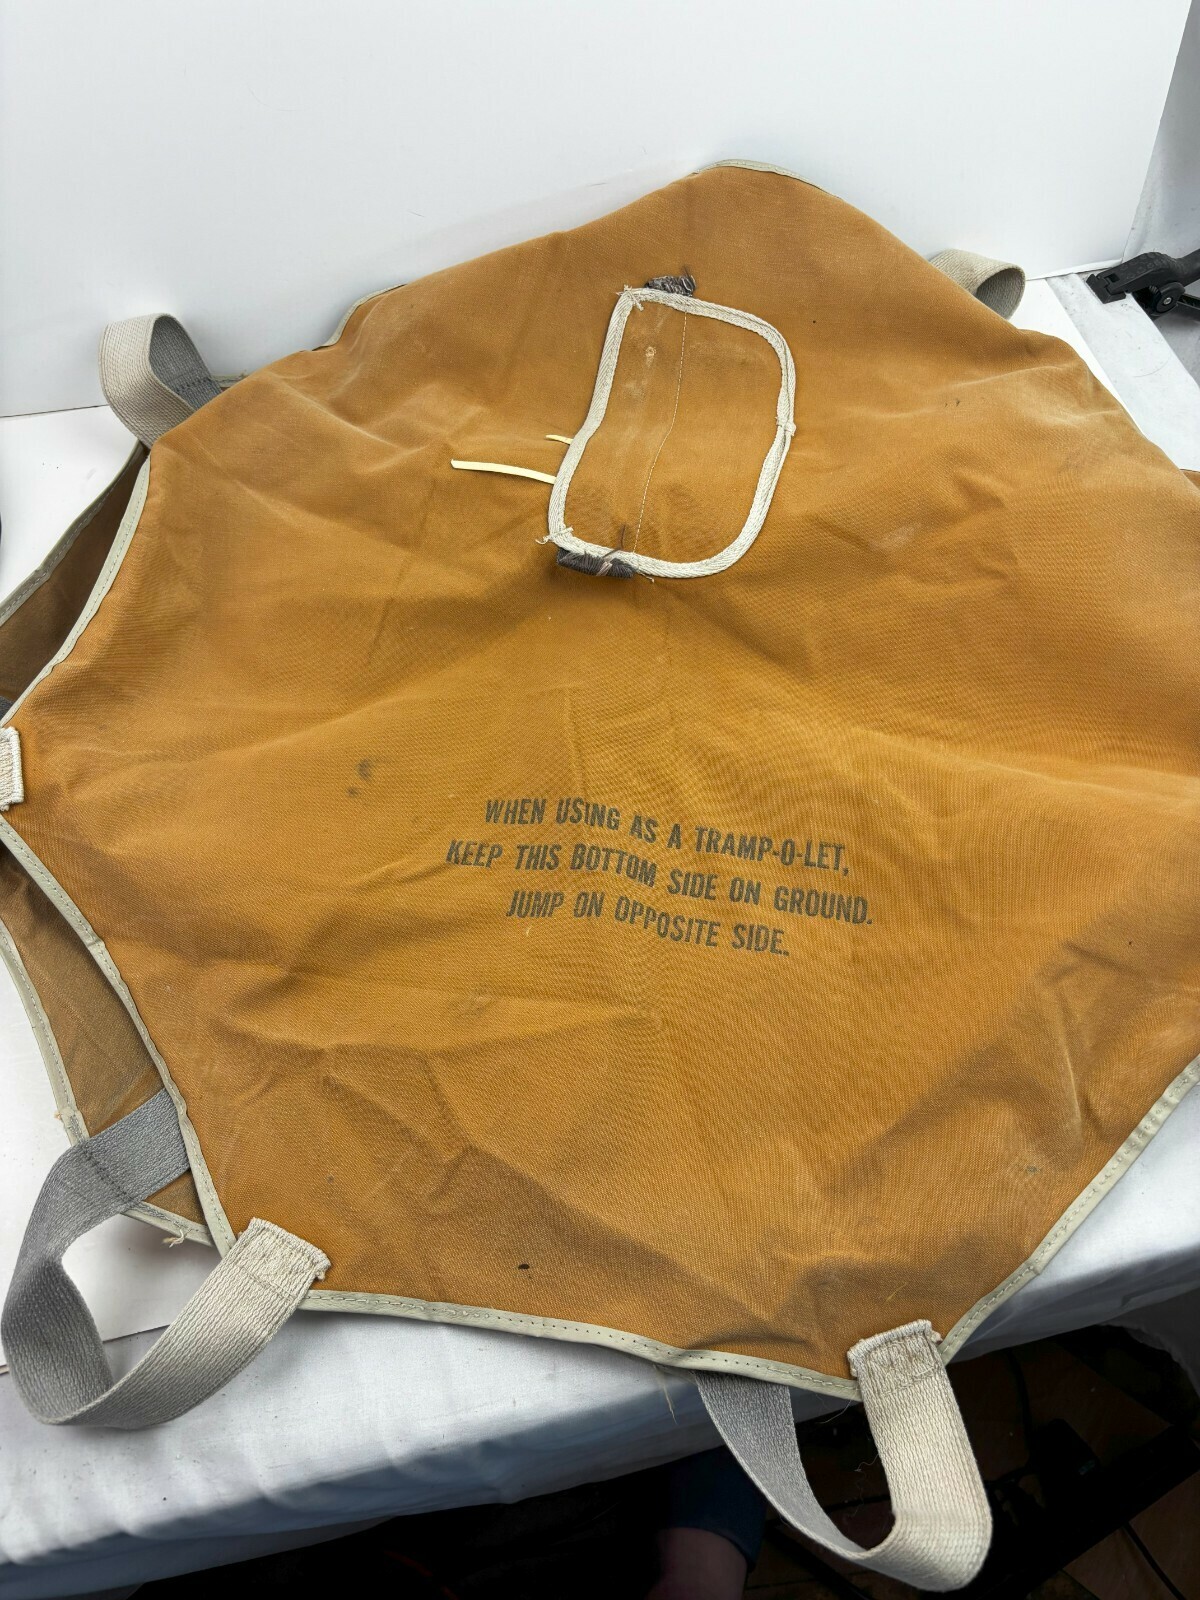 WHEN USING AS A TRAMP-O-LET,
KEEP THIS BOTTOM SIDE ON GROUND.
JUMP ON OPPOSITE SIDE.